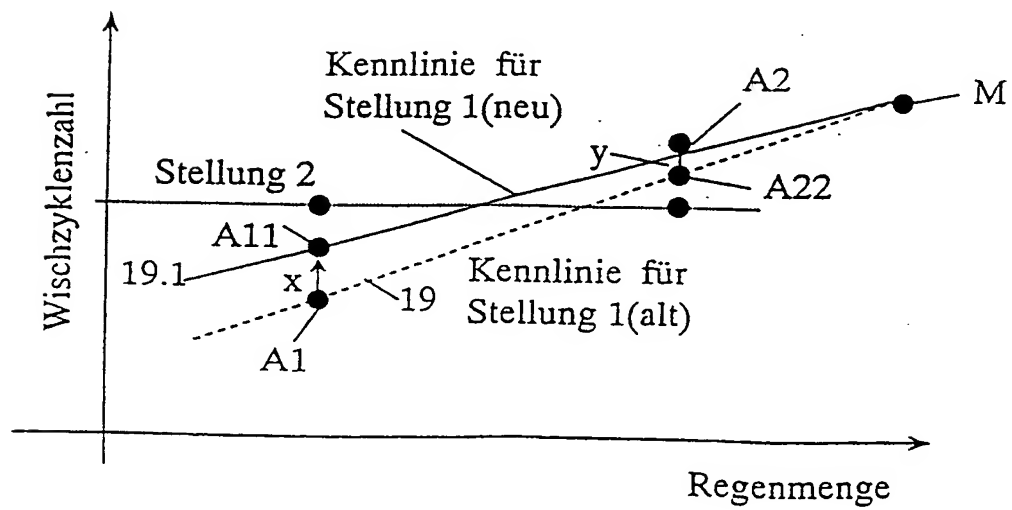 Wischzyklenzahl
Kennlinie für
Stellung 1(neu)
A2
M
y
Stellung 2
A22
A11
19.1
x
19
Kennlinie für
Stellung 1(alt)
A1
Regenmenge